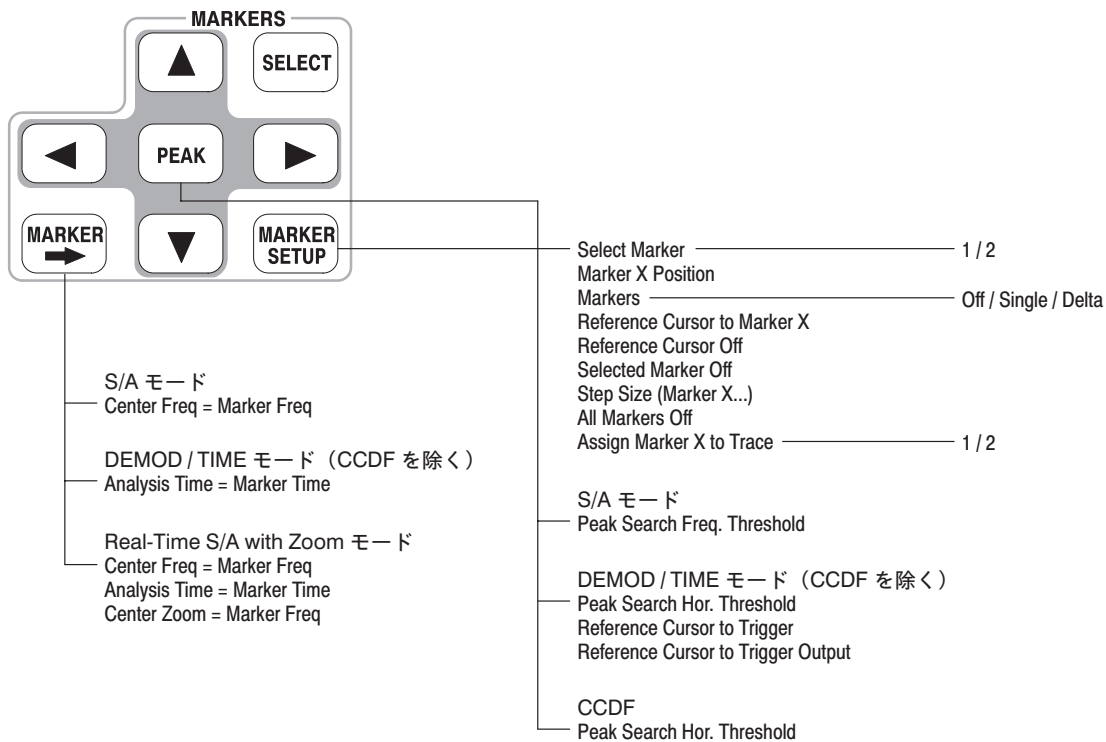 MARKERS
SELECT
PEAK
MARKER
MARKER
SETUP
Select Marker 1 / 2
Marker X Position
Markers Off / Single / Delta
Reference Cursor to Marker X
Reference Cursor Off
Selected Marker Off
Step Size (Marker X...)
All Markers Off
Assign Marker X to Trace 1 / 2
S/A モード
Center Freq = Marker Freq
DEMOD / TIME モード（CCDF を除く）
Analysis Time = Marker Time
Real-Time S/A with Zoom モード
Center Freq = Marker Freq
Analysis Time = Marker Time
Center Zoom = Marker Freq
S/A モード
Peak Search Freq. Threshold
DEMOD / TIME モード（CCDF を除く）
Peak Search Hor. Threshold
Reference Cursor to Trigger
Reference Cursor to Trigger Output
CCDF
Peak Search Hor. Threshold